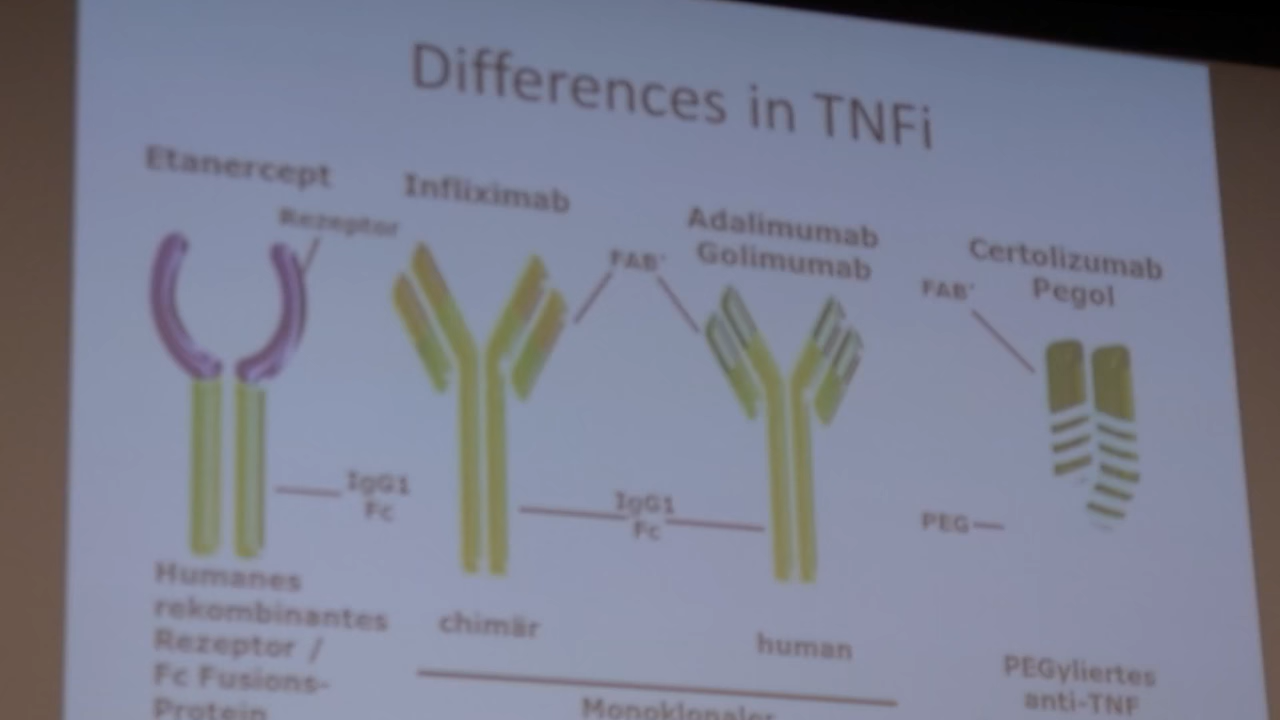 Differences in TNFi
Etanercept
Rezeptor
Infliximab
FAB'
Adalimumab
Golimumab
Certolizumab
Pegol
FAB'
IgG1
Fc
IgG1
Fc
PEG
Humanes
rekombinantes
Rezeptor /
Fc Fusions-
Protein
chimär
human
Monoklonaler
PEGyliertes
anti-TNF